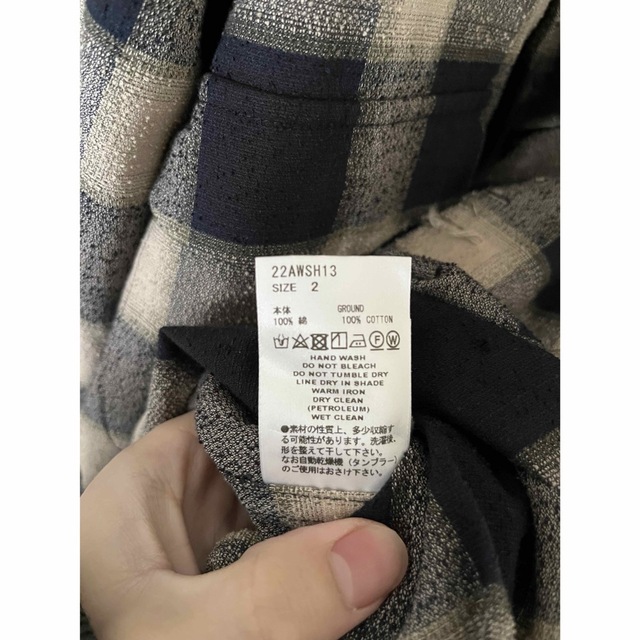 22AWSH13
SIZE 2
本体 GROUND
100% 綿 100% COTTON
HAND WASH
DO NOT BLEACH
DO NOT TUMBLE DRY
LINE DRY IN SHADE
WARM IRON
DRY CLEAN
(PETROLEUM)
WET CLEAN
●素材の性質上、多少収縮する
可能性があります。洗濯後、
形を整えて干して下さい。
なお自動乾燥機（タンブラー）
のご使用はおさけ下さい。